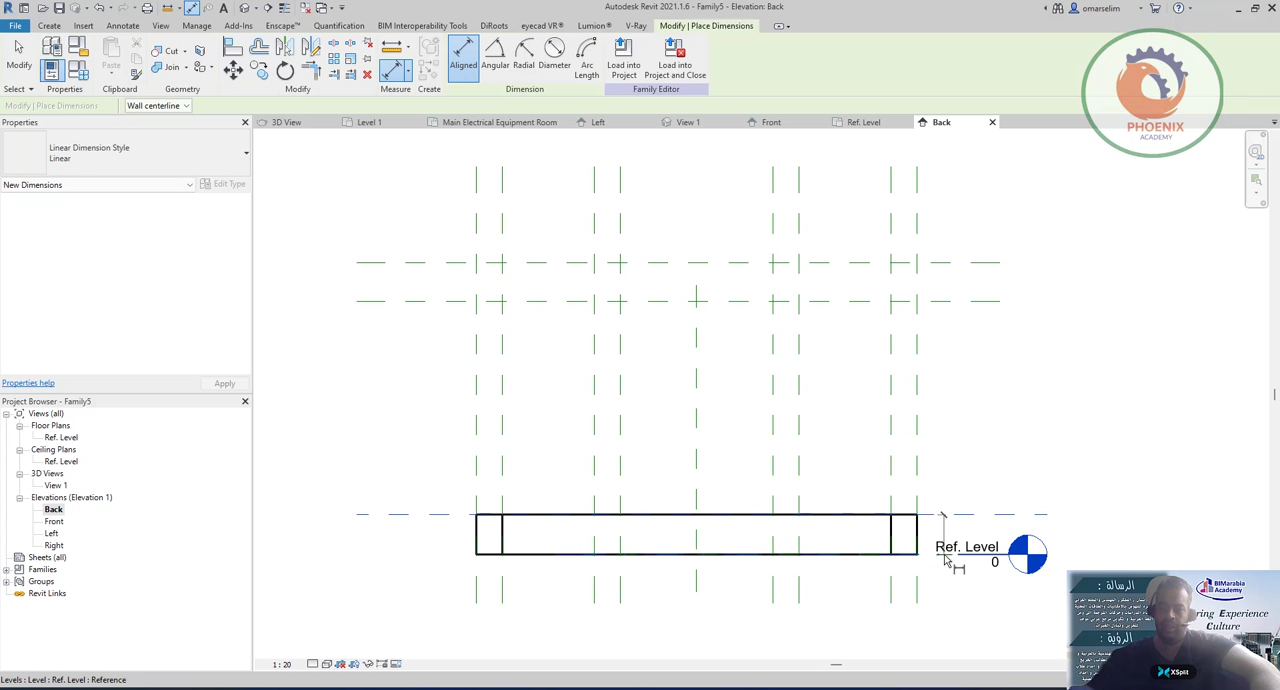 Autodesk Revit 2021.1.6 - Family5 - Elevation: Back
omarselim
File Create Insert Annotate View Manage Add-Ins Enscape™ Quantification BIM Interoperability Tools DiRoots eyecad VR® Lumion® V-Ray Modify | Place Dimensions
Modify
Paste
Cut
Join
Aligned Angular Radial Diameter Arc Length
Load into Project
Load into Project and Close
Select Properties Clipboard Geometry Modify Measure Create Dimension Family Editor
Modify | Place Dimensions Wall centerline
PHOENIX
ACADEMY
Properties
3D View Level 1 Main Electrical Equipment Room Left View 1 Front Ref. Level Back
Linear Dimension Style
Linear
New Dimensions Edit Type
Properties help Apply
Project Browser - Family5
Views (all)
Floor Plans
Ref. Level
Ceiling Plans
Ref. Level
3D Views
View 1
Elevations (Elevation 1)
Back
Front
Left
Right
Sheets (all)
Families
Groups
Revit Links
Ref. Level
0
1 : 20
Levels : Level : Ref. Level : Reference
الرسالة :
BIMarabia
Academy
ring Experience
Culture
الرؤية :
XSplit